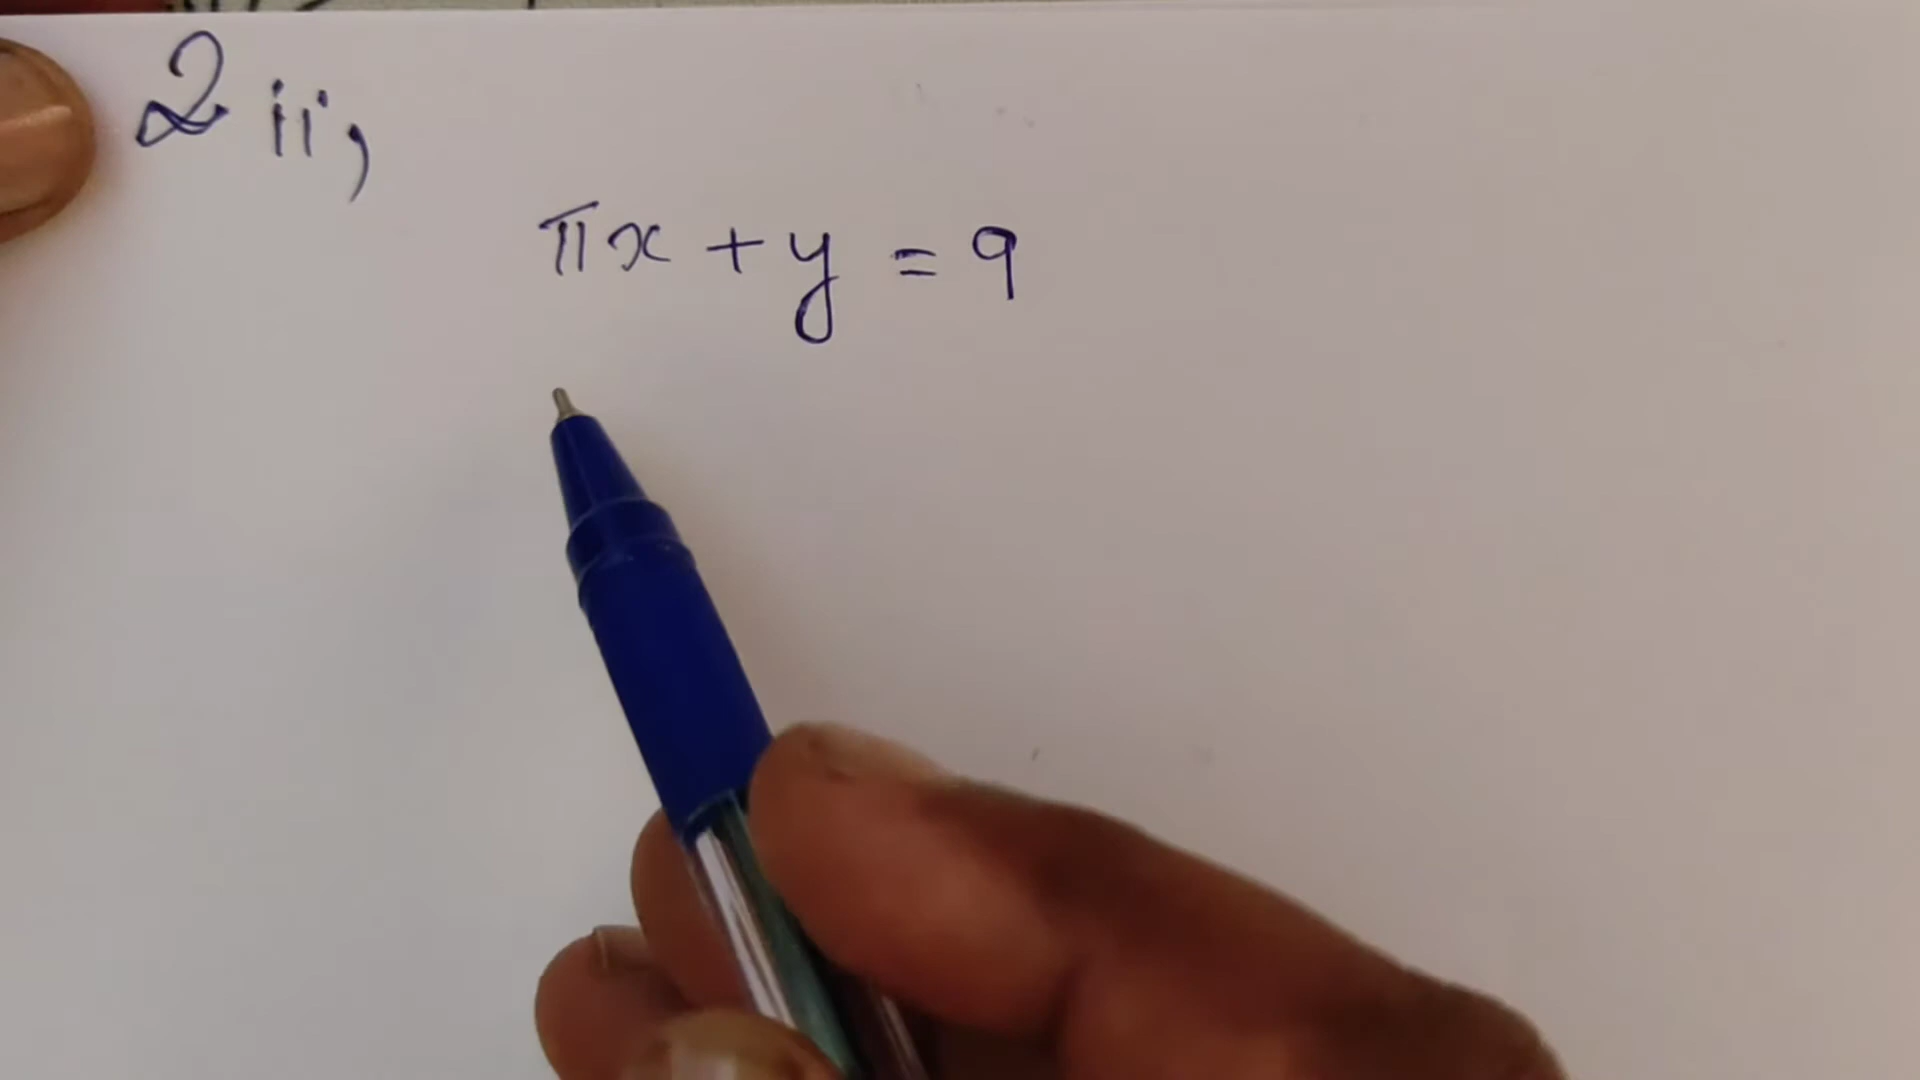 2 ii,
πx + y = 9